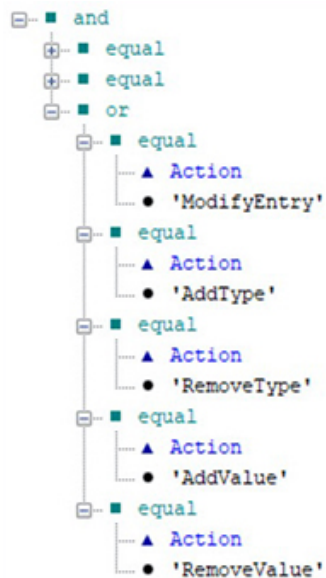 and
equal
equal
or
equal
Action
'ModifyEntry'
equal
Action
'AddType'
equal
Action
'RemoveType'
equal
Action
'AddValue'
equal
Action
'RemoveValue'